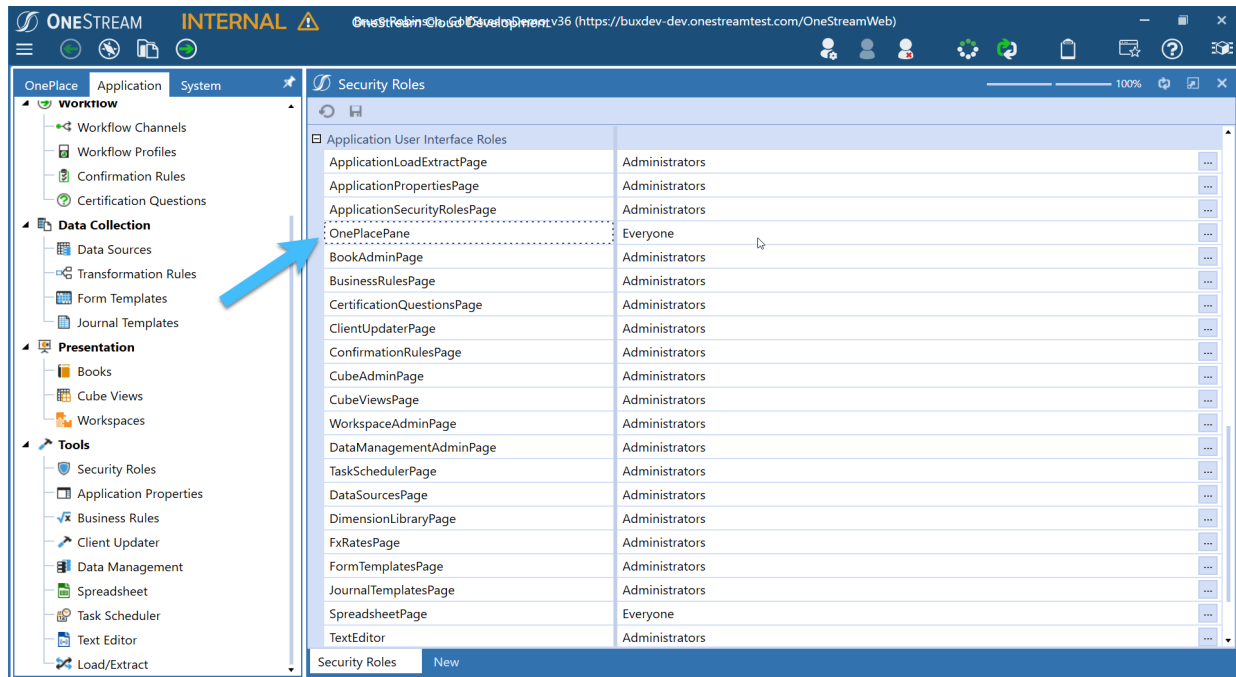 ONESTREAM INTERNAL v36 (https://buxdev-dev.onestreamtest.com/OneStreamWeb)
OnePlace Application System
Security Roles 100%
Workflow
Workflow Channels
Workflow Profiles
Confirmation Rules
Certification Questions
Data Collection
Data Sources
Transformation Rules
Form Templates
Journal Templates
Presentation
Books
Cube Views
Workspaces
Tools
Security Roles
Application Properties
Business Rules
Client Updater
Data Management
Spreadsheet
Task Scheduler
Text Editor
Load/Extract
Application User Interface Roles
ApplicationLoadExtractPage Administrators ...
ApplicationPropertiesPage Administrators ...
ApplicationSecurityRolesPage Administrators ...
OnePlacePane Everyone ...
BookAdminPage Administrators ...
BusinessRulesPage Administrators ...
CertificationQuestionsPage Administrators ...
ClientUpdaterPage Administrators ...
ConfirmationRulesPage Administrators ...
CubeAdminPage Administrators ...
CubeViewsPage Administrators ...
WorkspaceAdminPage Administrators ...
DataManagementAdminPage Administrators ...
TaskSchedulerPage Administrators ...
DataSourcesPage Administrators ...
DimensionLibraryPage Administrators ...
FxRatesPage Administrators ...
FormTemplatesPage Administrators ...
JournalTemplatesPage Administrators ...
SpreadsheetPage Everyone ...
TextEditor Administrators ...
Security Roles New